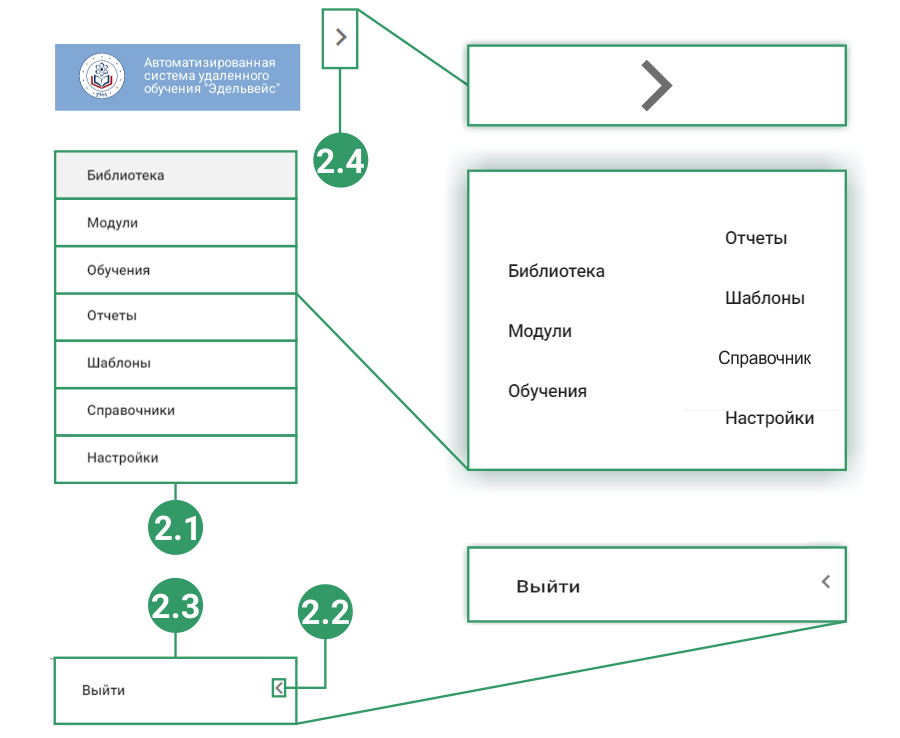 Автоматизированная
система удаленного
обучения "Эдельвейс"
1964
2.4
Библиотека
Модули
Обучения
Отчеты
Шаблоны
Справочники
Настройки
2.1
2.3
2.2
Выйти
Библиотека
Модули
Обучения
Отчеты
Шаблоны
Справочник
Настройки
Выйти